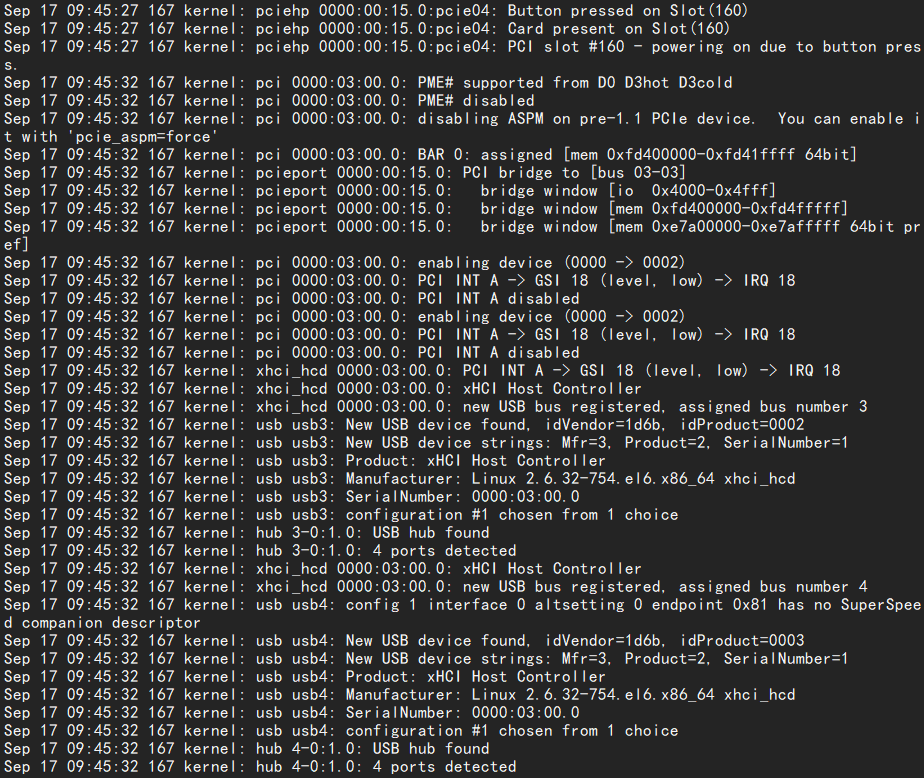 Sep 17 09:45:27 167 kernel: pciehp 0000:00:15.0:pcie04: Button pressed on Slot(160)
Sep 17 09:45:27 167 kernel: pciehp 0000:00:15.0:pcie04: Card present on Slot(160)
Sep 17 09:45:27 167 kernel: pciehp 0000:00:15.0:pcie04: PCI slot #160 - powering on due to button pres
s.
Sep 17 09:45:32 167 kernel: pci 0000:03:00.0: PME# supported from D0 D3hot D3cold
Sep 17 09:45:32 167 kernel: pci 0000:03:00.0: PME# disabled
Sep 17 09:45:32 167 kernel: pci 0000:03:00.0: disabling ASPM on pre-1.1 PCIe device.  You can enable i
t with 'pcie_aspm=force'
Sep 17 09:45:32 167 kernel: pci 0000:03:00.0: BAR 0: assigned [mem 0xfd400000-0xfd41ffff 64bit]
Sep 17 09:45:32 167 kernel: pcieport 0000:00:15.0: PCI bridge to [bus 03-03]
Sep 17 09:45:32 167 kernel: pcieport 0000:00:15.0:   bridge window [io  0x4000-0x4fff]
Sep 17 09:45:32 167 kernel: pcieport 0000:00:15.0:   bridge window [mem 0xfd400000-0xfd4fffff]
Sep 17 09:45:32 167 kernel: pcieport 0000:00:15.0:   bridge window [mem 0xe7a00000-0xe7afffff 64bit pr
ef]
Sep 17 09:45:32 167 kernel: pci 0000:03:00.0: enabling device (0000 -> 0002)
Sep 17 09:45:32 167 kernel: pci 0000:03:00.0: PCI INT A -> GSI 18 (level, low) -> IRQ 18
Sep 17 09:45:32 167 kernel: pci 0000:03:00.0: PCI INT A disabled
Sep 17 09:45:32 167 kernel: pci 0000:03:00.0: enabling device (0000 -> 0002)
Sep 17 09:45:32 167 kernel: pci 0000:03:00.0: PCI INT A -> GSI 18 (level, low) -> IRQ 18
Sep 17 09:45:32 167 kernel: pci 0000:03:00.0: PCI INT A disabled
Sep 17 09:45:32 167 kernel: xhci_hcd 0000:03:00.0: PCI INT A -> GSI 18 (level, low) -> IRQ 18
Sep 17 09:45:32 167 kernel: xhci_hcd 0000:03:00.0: xHCI Host Controller
Sep 17 09:45:32 167 kernel: xhci_hcd 0000:03:00.0: new USB bus registered, assigned bus number 3
Sep 17 09:45:32 167 kernel: usb usb3: New USB device found, idVendor=1d6b, idProduct=0002
Sep 17 09:45:32 167 kernel: usb usb3: New USB device strings: Mfr=3, Product=2, SerialNumber=1
Sep 17 09:45:32 167 kernel: usb usb3: Product: xHCI Host Controller
Sep 17 09:45:32 167 kernel: usb usb3: Manufacturer: Linux 2.6.32-754.el6.x86_64 xhci_hcd
Sep 17 09:45:32 167 kernel: usb usb3: SerialNumber: 0000:03:00.0
Sep 17 09:45:32 167 kernel: usb usb3: configuration #1 chosen from 1 choice
Sep 17 09:45:32 167 kernel: hub 3-0:1.0: USB hub found
Sep 17 09:45:32 167 kernel: hub 3-0:1.0: 4 ports detected
Sep 17 09:45:32 167 kernel: xhci_hcd 0000:03:00.0: xHCI Host Controller
Sep 17 09:45:32 167 kernel: xhci_hcd 0000:03:00.0: new USB bus registered, assigned bus number 4
Sep 17 09:45:32 167 kernel: usb usb4: config 1 interface 0 altsetting 0 endpoint 0x81 has no SuperSpee
d companion descriptor
Sep 17 09:45:32 167 kernel: usb usb4: New USB device found, idVendor=1d6b, idProduct=0003
Sep 17 09:45:32 167 kernel: usb usb4: New USB device strings: Mfr=3, Product=2, SerialNumber=1
Sep 17 09:45:32 167 kernel: usb usb4: Product: xHCI Host Controller
Sep 17 09:45:32 167 kernel: usb usb4: Manufacturer: Linux 2.6.32-754.el6.x86_64 xhci_hcd
Sep 17 09:45:32 167 kernel: usb usb4: SerialNumber: 0000:03:00.0
Sep 17 09:45:32 167 kernel: usb usb4: configuration #1 chosen from 1 choice
Sep 17 09:45:32 167 kernel: hub 4-0:1.0: USB hub found
Sep 17 09:45:32 167 kernel: hub 4-0:1.0: 4 ports detected